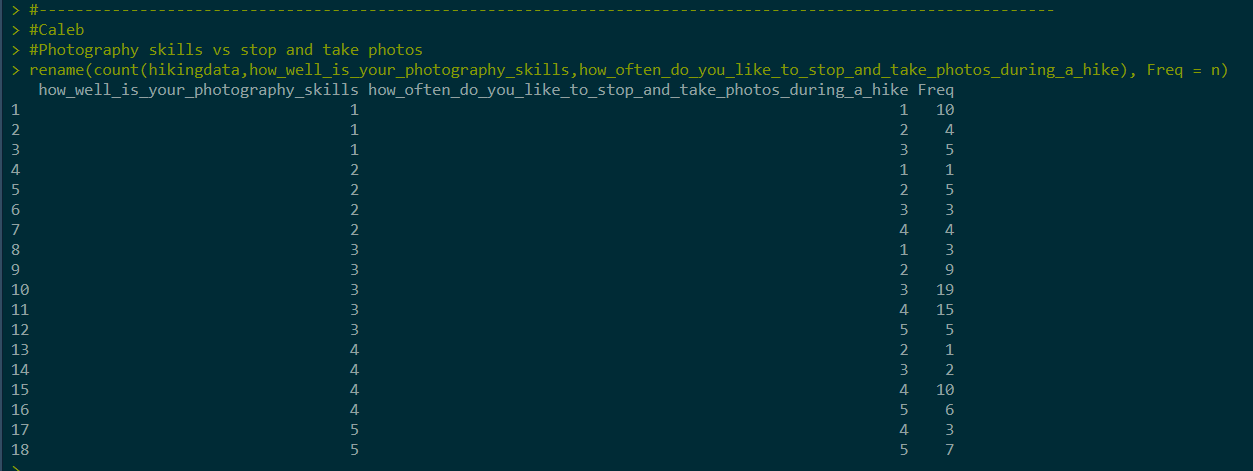 > #----------------------------------------------------------------------------------------------------------------
> #Caleb
> #Photography skills vs stop and take photos
> rename(count(hikingdata,how_well_is_your_photography_skills,how_often_do_you_like_to_stop_and_take_photos_during_a_hike), Freq = n)
how_well_is_your_photography_skills how_often_do_you_like_to_stop_and_take_photos_during_a_hike Freq
1 1 1 10
2 1 2 4
3 1 3 5
4 2 1 1
5 2 2 5
6 2 3 3
7 2 4 4
8 3 1 3
9 3 2 9
10 3 3 19
11 3 4 15
12 3 5 5
13 4 2 1
14 4 3 2
15 4 4 10
16 4 5 6
17 5 4 3
18 5 5 7
>